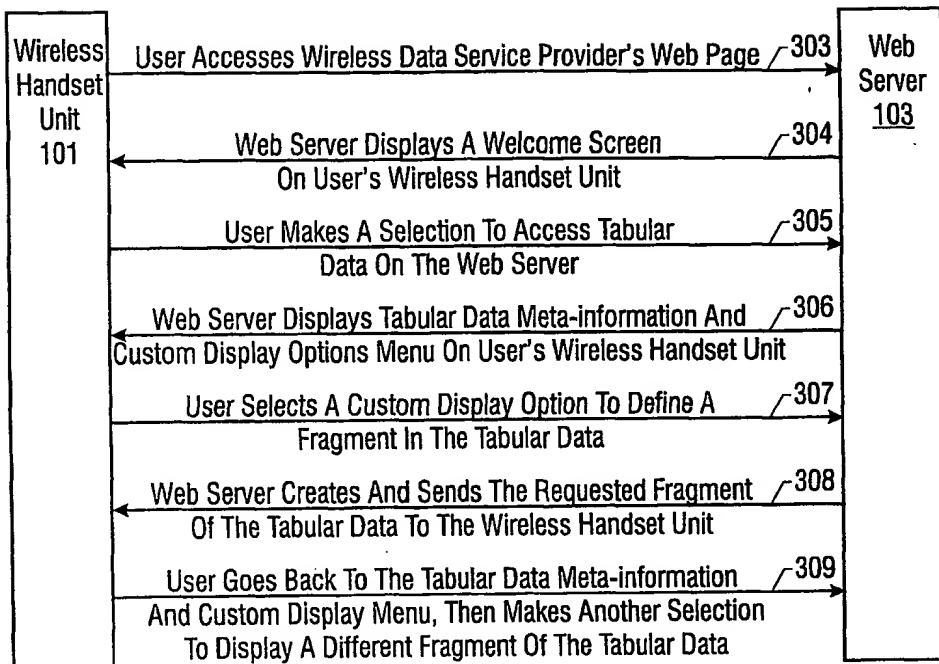 Wireless
Handset
Unit
101
Web
Server
103
User Accesses Wireless Data Service Provider's Web Page
303
Web Server Displays A Welcome Screen
On User's Wireless Handset Unit
304
User Makes A Selection To Access Tabular
Data On The Web Server
305
Web Server Displays Tabular Data Meta-information And
Custom Display Options Menu On User's Wireless Handset Unit
306
User Selects A Custom Display Option To Define A
Fragment In The Tabular Data
307
Web Server Creates And Sends The Requested Fragment
Of The Tabular Data To The Wireless Handset Unit
308
User Goes Back To The Tabular Data Meta-information
And Custom Display Menu, Then Makes Another Selection
To Display A Different Fragment Of The Tabular Data
309